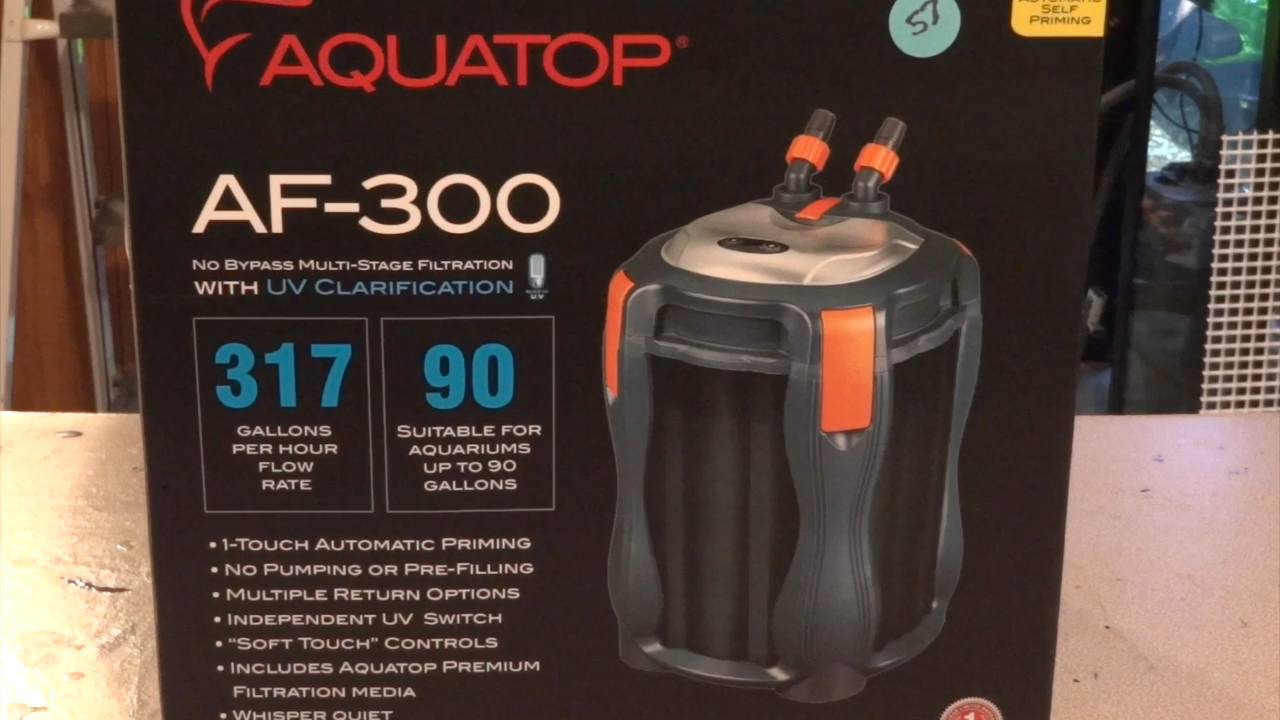 AQUATOP®
57
AUTOMATIC
SELF
PRIMING
AF-300
NO BYPASS MULTI-STAGE FILTRATION
WITH UV CLARIFICATION
UV
317
GALLONS
PER HOUR
FLOW
RATE
90
SUITABLE FOR
AQUARIUMS
UP TO 90
GALLONS
• 1-TOUCH AUTOMATIC PRIMING
• NO PUMPING OR PRE-FILLING
• MULTIPLE RETURN OPTIONS
• INDEPENDENT UV SWITCH
• “SOFT TOUCH” CONTROLS
• INCLUDES AQUATOP PREMIUM
FILTRATION MEDIA
• WHISPER QUIET
1